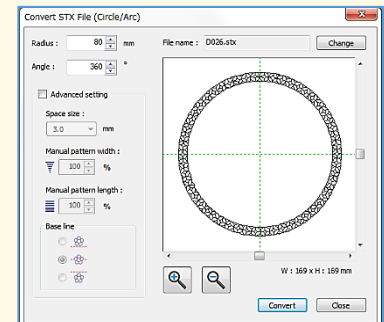 Convert STX File (Circle/Arc)
Radius : 80 mm File name : D026.stx Change
Angle : 360 °
Advanced setting
Space size :
3.0 mm
Manual pattern width :
100 %
Manual pattern length :
100 %
Base line
W : 169 x H : 169 mm
Convert Close